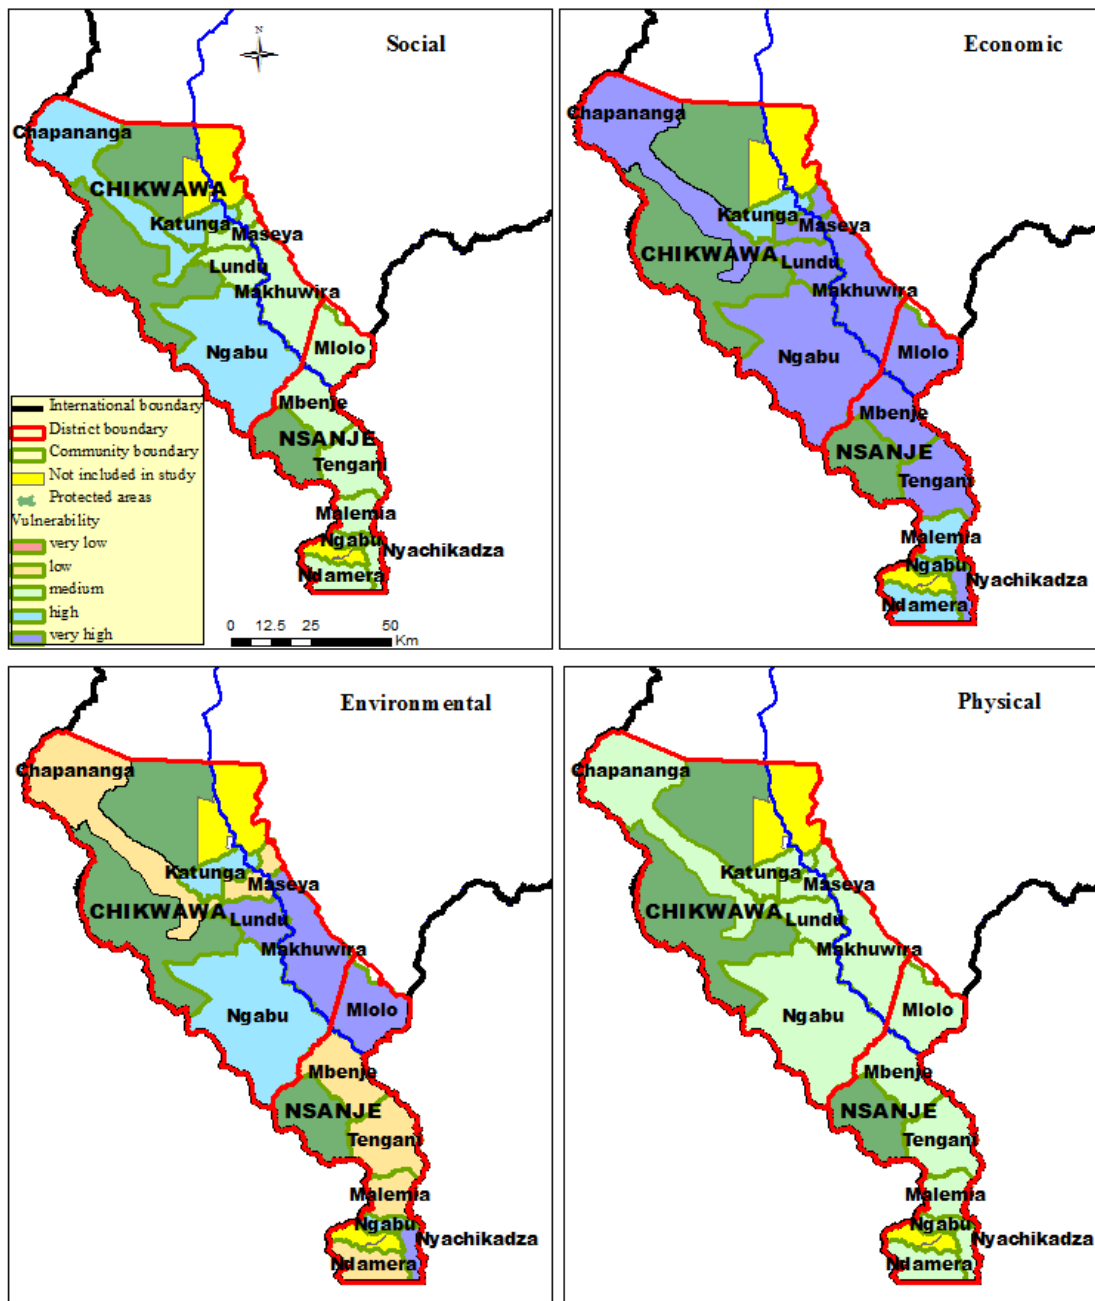 Social
N
Chapananga
CHIKWAWA
Katunga
Maseya
Lundu
Makhuwira
Ngabu
Mlolo
Mbenje
NSANJE
Tengani
Malemia
Ngabu
Nyachikadza
Ndamera
International boundary
District boundary
Community boundary
Not included in study
Protected areas
Vulnerability
very low
low
medium
high
very high
0 12.5 25 50
Km
Economic
Chapananga
Katunga
Maseya
CHIKWAWA
Lundu
Makhuwira
Ngabu
Mlolo
Mbenje
NSANJE
Tengani
Malemia
Ngabu
Nyachikadza
Ndamera
Environmental
Chapananga
Katunga
Maseya
CHIKWAWA
Lundu
Makhuwira
Ngabu
Mlolo
Mbenje
NSANJE
Tengani
Malemia
Ngabu
Nyachikadza
Ndamera
Physical
Chapananga
Katunga
Maseya
CHIKWAWA
Lundu
Makhuwira
Ngabu
Mlolo
Mbenje
NSANJE
Tengani
Malemia
Ngabu
Nyachikadza
Ndamera